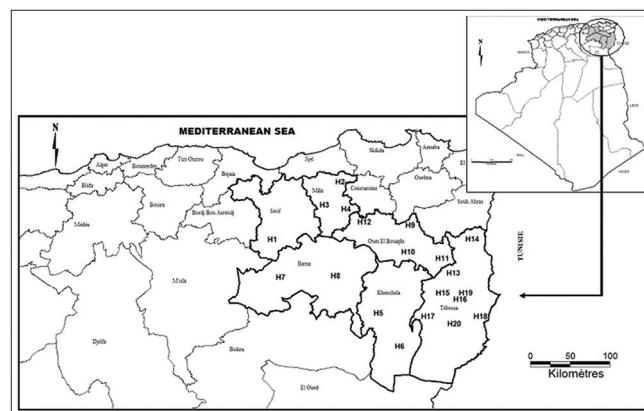 MEDITERRANEAN SEA
MAROC
TUNISIE
LIBYE
MALI
NIGER
N
N
MEDITERRANEAN SEA
Alger
Boumerdes
Tizi Ouzou
Bejaia
Jijel
Skikda
Annaba
El
Blida
Mila
H2
Constantine
Guelma
Médéa
Bouira
Bordj Bou Arréridj
Sétif
H3
H4
Souk Ahras
H12
H9
H1
Oum El Bouaghi
H14
H10
H11
TUNISIE
M'sila
Batna
H7
H8
H13
Khenchela
H15
H19
H16
Tébessa
H5
H17
H18
H20
Djelfa
Biskra
H6
El Oued
0 50 100
Kilomètres